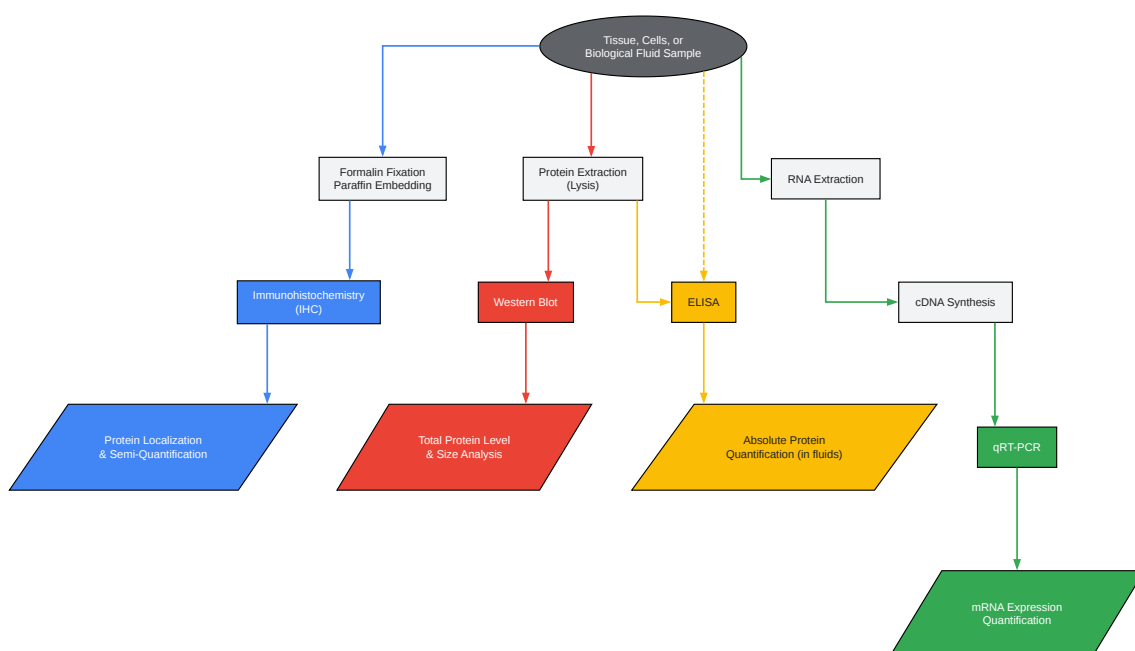 Tissue, Cells, or
Biological Fluid Sample
Formalin Fixation
Paraffin Embedding
Protein Extraction
(Lysis)
RNA Extraction
Immunohistochemistry
(IHC)
Western Blot
ELISA
cDNA Synthesis
Protein Localization
& Semi-Quantification
Total Protein Level
& Size Analysis
Absolute Protein
Quantification (in fluids)
qRT-PCR
mRNA Expression
Quantification